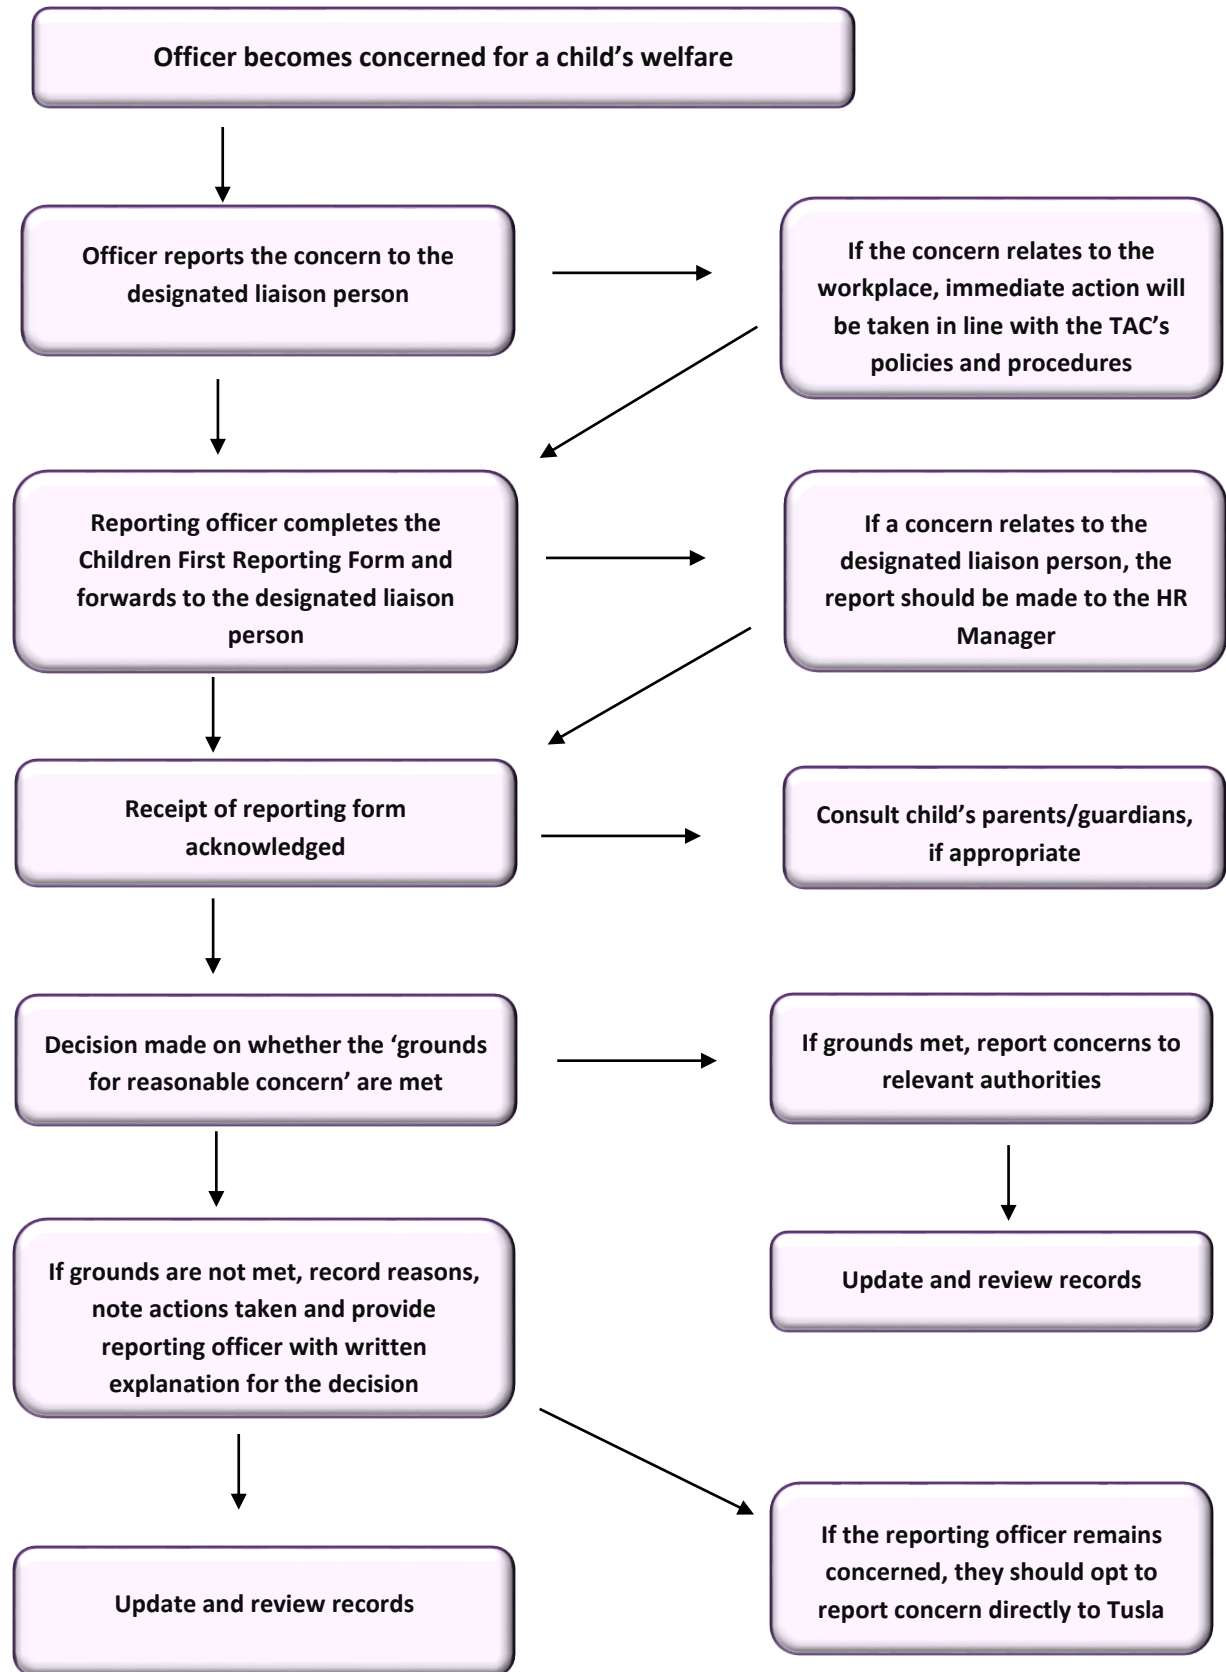 Officer becomes concerned for a child’s welfare
Officer reports the concern to the
designated liaison person
If the concern relates to the
workplace, immediate action will
be taken in line with the TAC’s
policies and procedures
Reporting officer completes the
Children First Reporting Form and
forwards to the designated liaison
person
If a concern relates to the
designated liaison person, the
report should be made to the HR
Manager
Receipt of reporting form
acknowledged
Consult child’s parents/guardians,
if appropriate
Decision made on whether the ‘grounds
for reasonable concern’ are met
If grounds met, report concerns to
relevant authorities
If grounds are not met, record reasons,
note actions taken and provide
reporting officer with written
explanation for the decision
Update and review records
Update and review records
If the reporting officer remains
concerned, they should opt to
report concern directly to Tusla